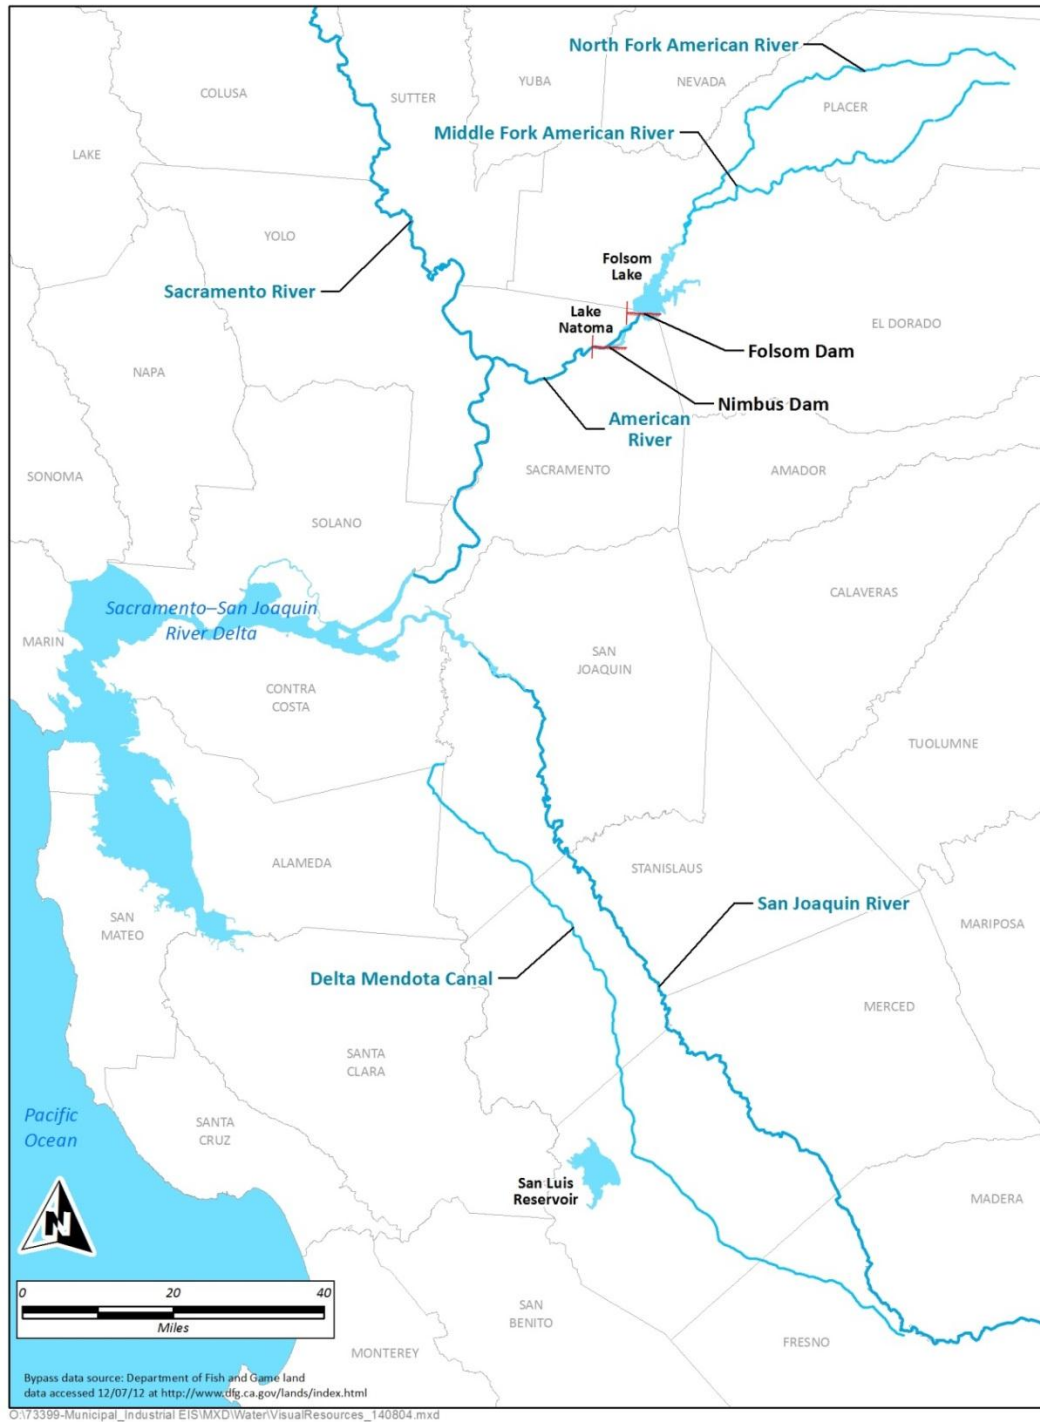 North Fork American River
YUBA
NEVADA
COLUSA
SUTTER
PLACER
Middle Fork American River
LAKE
YOLO
Folsom
Lake
Sacramento River
Lake
Natoma
EL DORADO
Folsom Dam
NAPA
Nimbus Dam
American
River
SACRAMENTO
AMADOR
SONOMA
SOLANO
CALAVERAS
Sacramento–San Joaquin
River Delta
MARIN
SAN
JOAQUIN
CONTRA
COSTA
TUOLUMNE
ALAMEDA
STANISLAUS
San Joaquin River
SAN
MATEO
MARIPOSA
Delta Mendota Canal
MERCED
SANTA
CLARA
Pacific
Ocean
SANTA
CRUZ
San Luis
Reservoir
MADERA
N
0 20 40
Miles
SAN
BENITO
FRESNO
MONTEREY
Bypass data source: Department of Fish and Game land
data accessed 12/07/12 at http://www.dfg.ca.gov/lands/index.html
O:\73399-Municipal_Industrial EIS\MXD\Water\VisualResources_140804.mxd